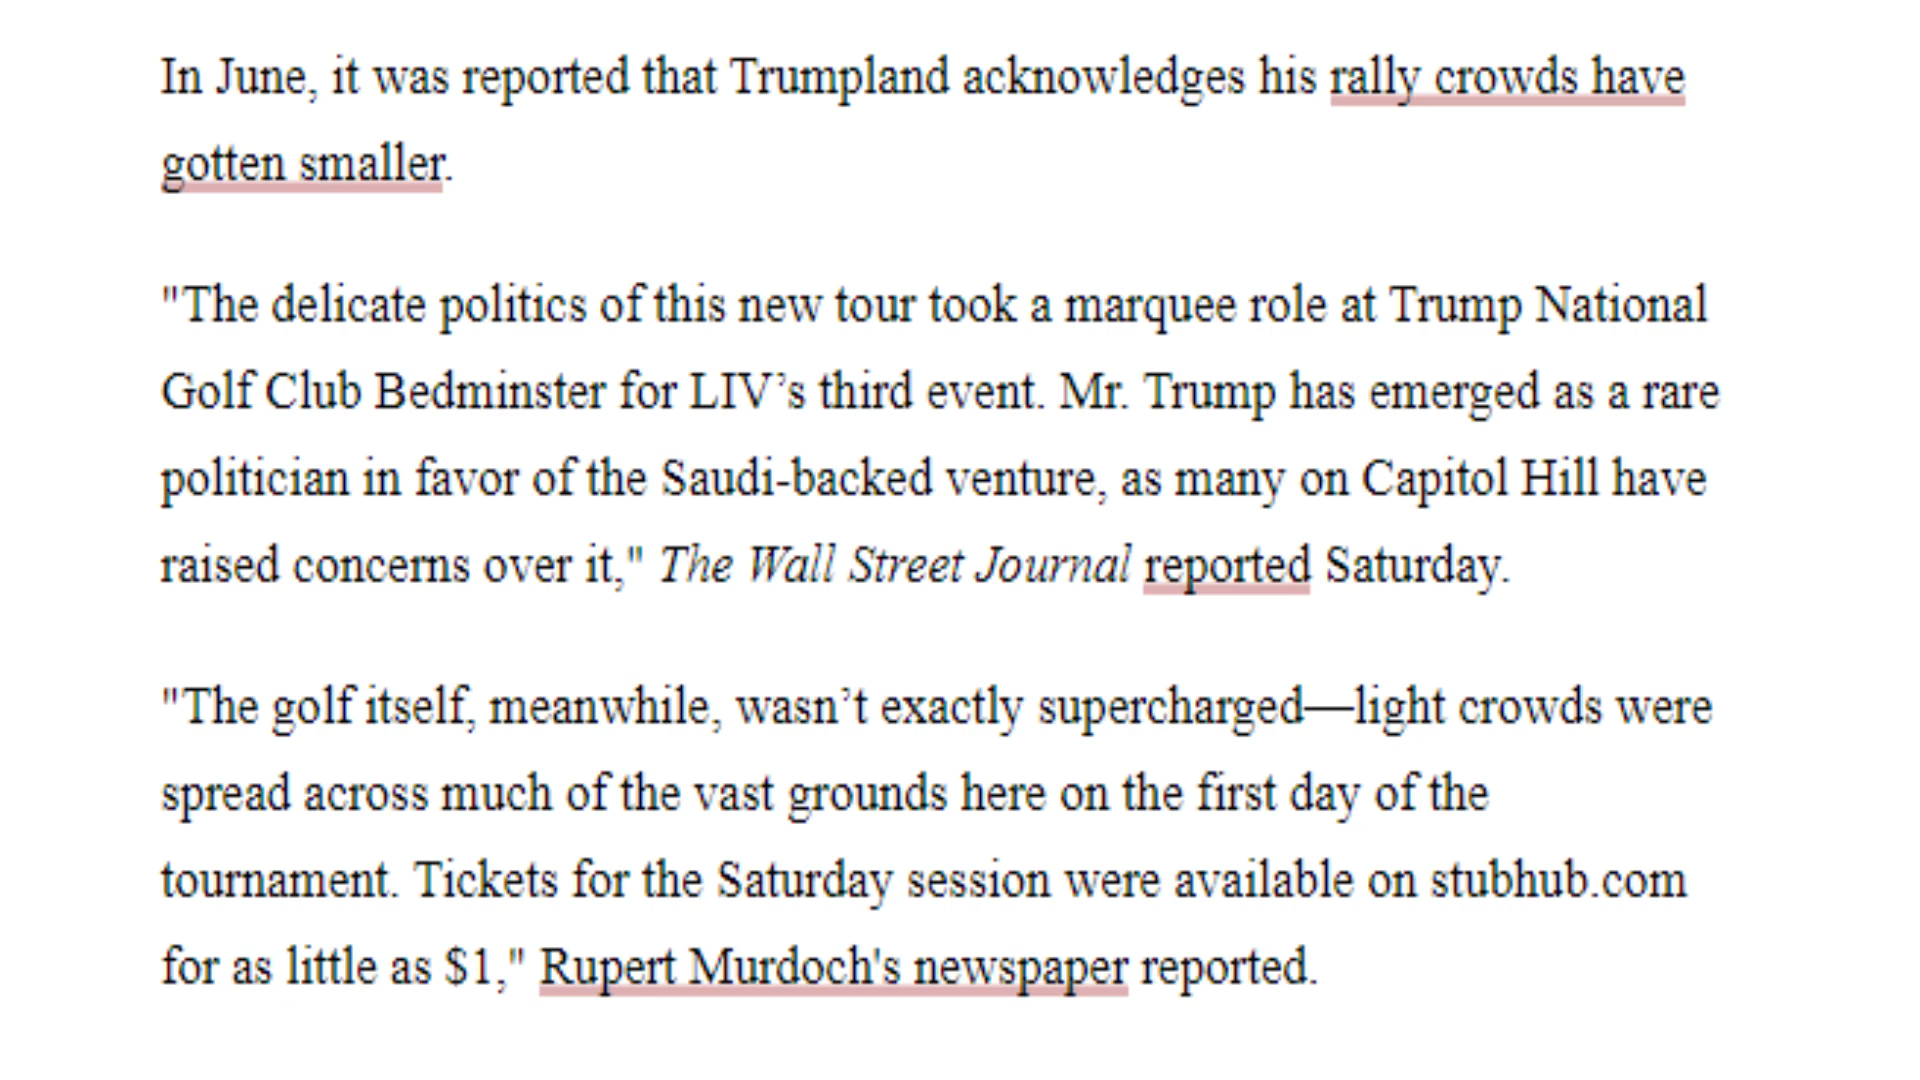 In June, it was reported that Trumpland acknowledges his rally crowds have
gotten smaller.
"The delicate politics of this new tour took a marquee role at Trump National
Golf Club Bedminster for LIV’s third event. Mr. Trump has emerged as a rare
politician in favor of the Saudi-backed venture, as many on Capitol Hill have
raised concerns over it," The Wall Street Journal reported Saturday.
"The golf itself, meanwhile, wasn’t exactly supercharged—light crowds were
spread across much of the vast grounds here on the first day of the
tournament. Tickets for the Saturday session were available on stubhub.com
for as little as $1," Rupert Murdoch's newspaper reported.